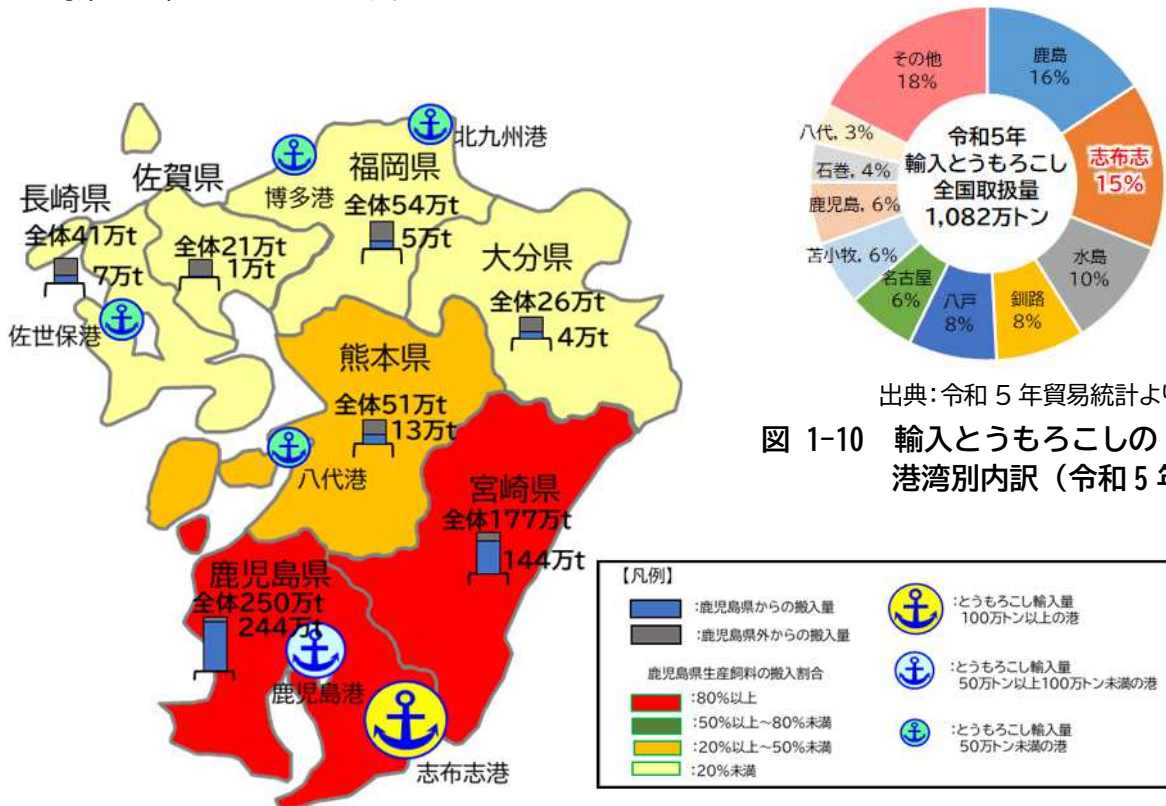 北九州港
博多港
福岡県
全体54万t
5万t
佐賀県
全体21万t
1万t
長崎県
全体41万t
7万t
佐世保港
大分県
全体26万t
4万t
熊本県
全体51万t
13万t
八代港
宮崎県
全体177万t
144万t
鹿児島県
全体250万t
244万t
鹿児島港
志布志港
令和5年
輸入とうもろこし
全国取扱量
1,082万トン
鹿島
16%
志布志
15%
水島
10%
釧路
8%
八戸
8%
名古屋
6%
苫小牧, 6%
鹿児島, 6%
石巻, 4%
八代, 3%
その他
18%
出典:令和 5 年貿易統計よ
図 1-10 輸入とうもろこしの
港湾別内訳(令和5年
【凡例】
:鹿児島県からの搬入量
:鹿児島県外からの搬入量
鹿児島県生産飼料の搬入割合
:80%以上
:50%以上~80%未満
:20%以上~50%未満
:20%未満
:とうもろこし輸入量
100万トン以上の港
:とうもろこし輸入量
50万トン以上100万トン未満の港
:とうもろこし輸入量
50万トン未満の港